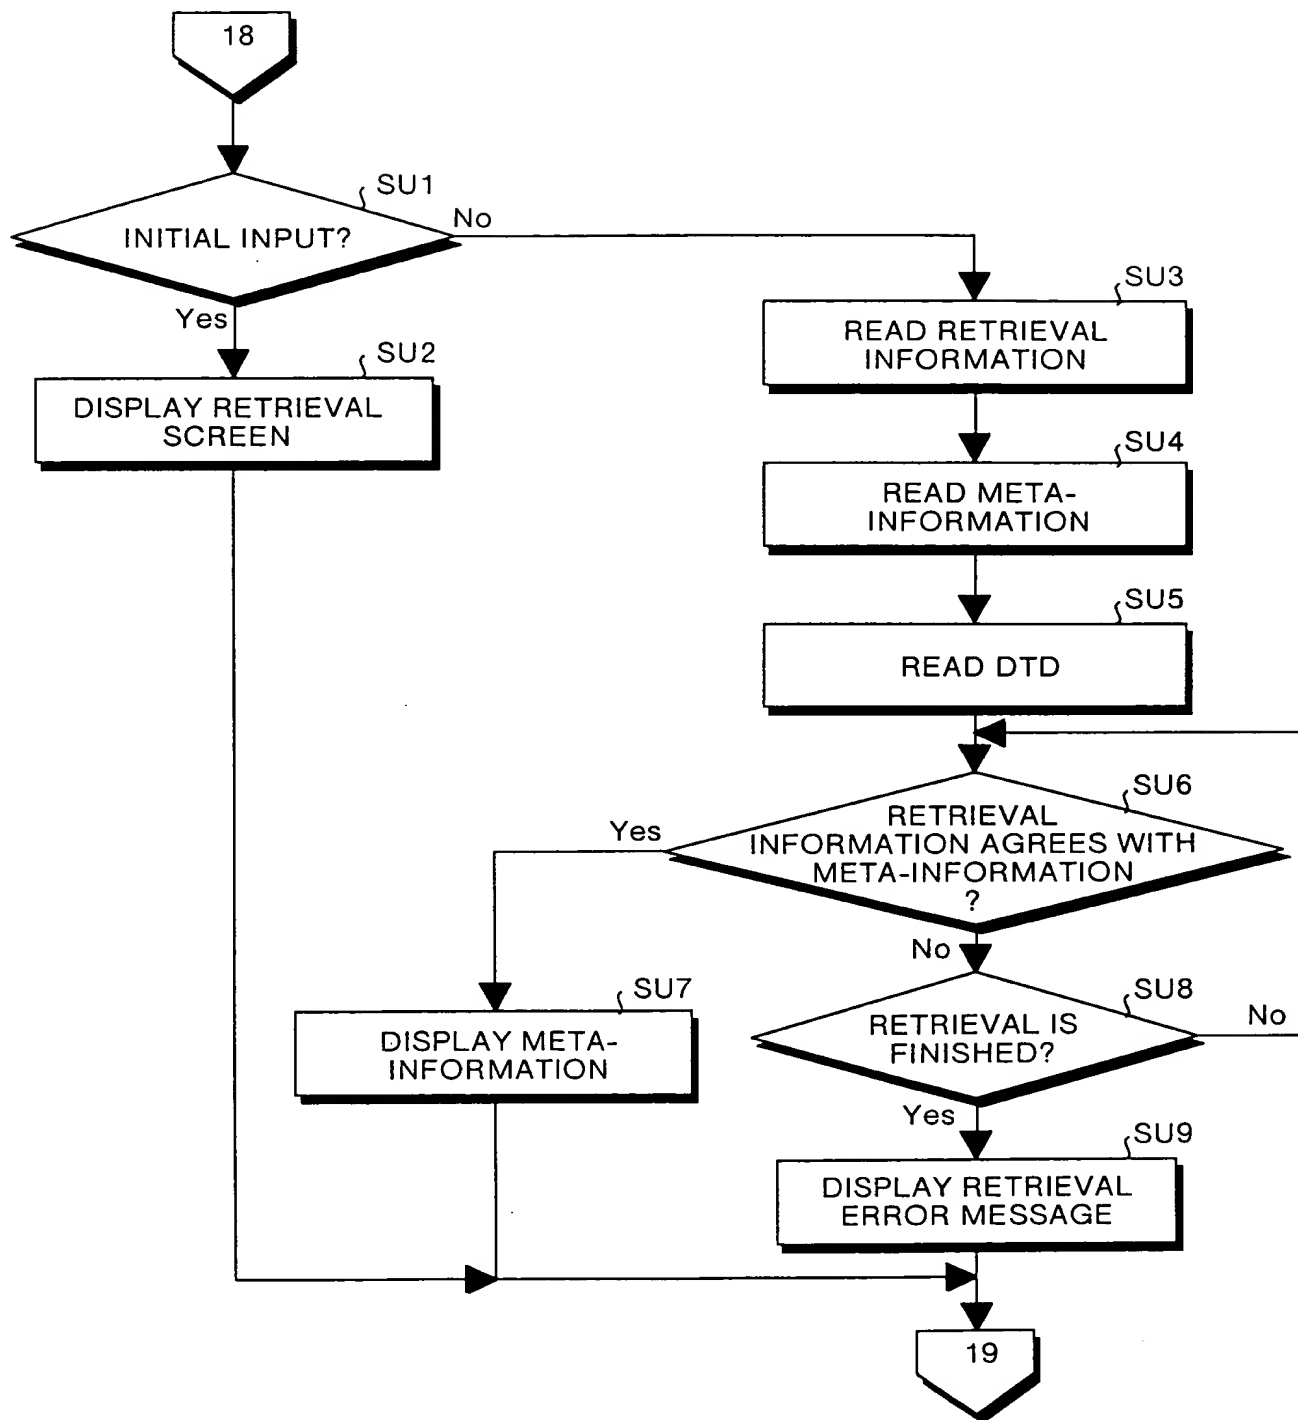 18
SU1
INITIAL INPUT?
No
Yes
SU2
DISPLAY RETRIEVAL
SCREEN
SU3
READ RETRIEVAL
INFORMATION
SU4
READ META-
INFORMATION
SU5
READ DTD
SU6
RETRIEVAL
INFORMATION AGREES WITH
META-INFORMATION
?
Yes
No
SU7
DISPLAY META-
INFORMATION
SU8
RETRIEVAL IS
FINISHED?
No
Yes
SU9
DISPLAY RETRIEVAL
ERROR MESSAGE
19